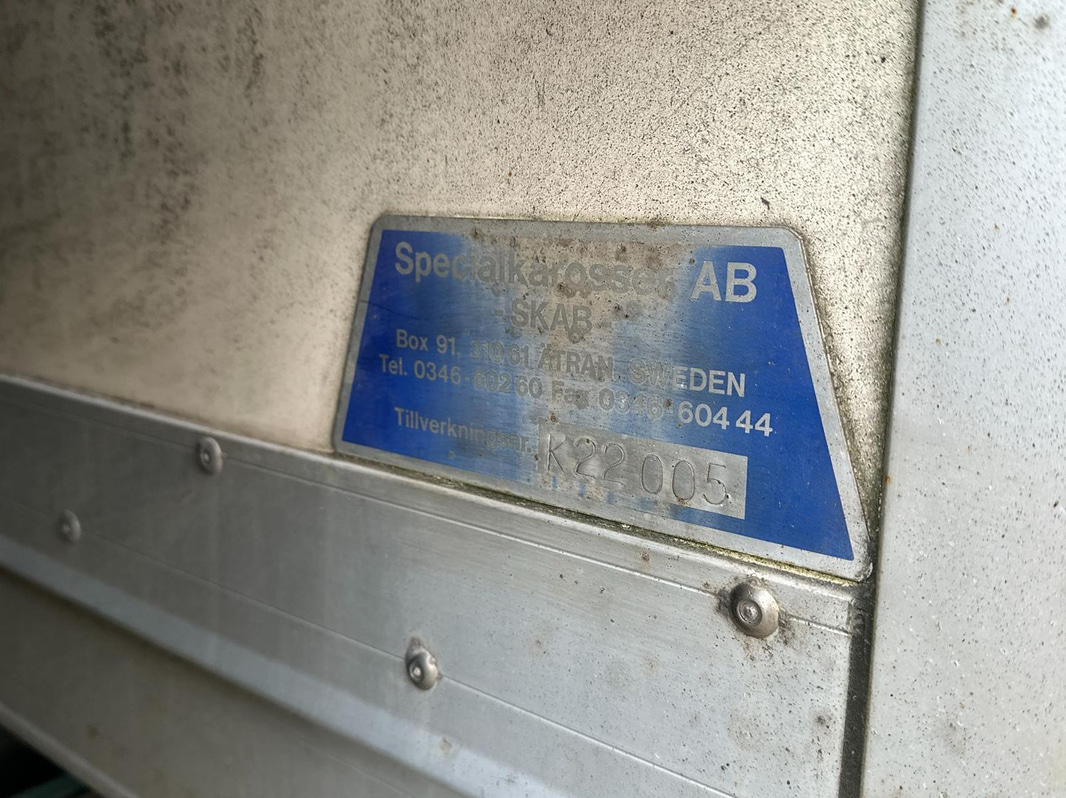 Specialkarosser AB
-SKAB-
Box 91, 310 61 ÄTRAN, SWEDEN
Tel. 0346-602 60 Fax 0346-604 44
Tillverkningsnr. K22005